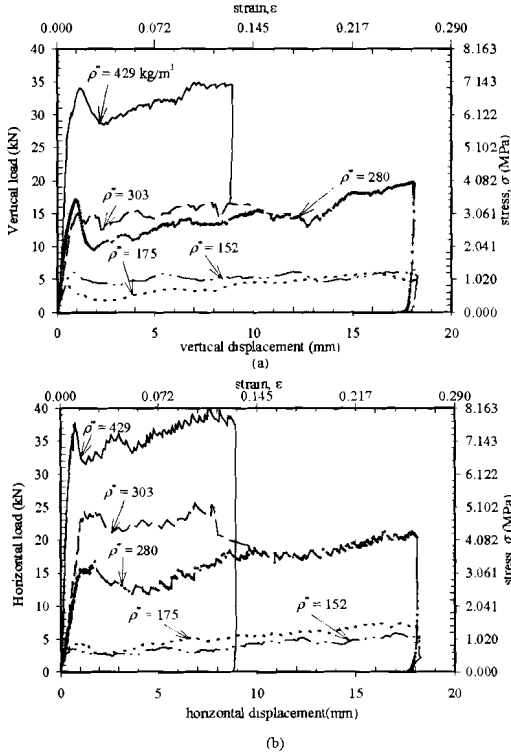 strain, ε
0.000 0.072 0.145 0.217 0.290
40 8.163
35 7.143
30 6.122
25 5.102
20 4.082
15 3.061
10 2.041
5 1.020
0 0.000
Vertical load (kN)
stress, σ (MPa)
ρ* = 429 kg/m³
ρ* = 280
ρ* = 303
ρ* = 175
ρ* = 152
0 5 10 15 20
vertical displacement (mm)
(a)
strain, ε
0.000 0.072 0.145 0.217 0.290
40 8.163
35 7.143
30 6.122
25 5.102
20 4.082
15 3.061
10 2.041
5 1.020
0 0.000
Horizontal load (kN)
stress, σ (MPa)
ρ* = 429
ρ* = 303
ρ* = 280
ρ* = 175
ρ* = 152
0 5 10 15 20
horizontal displacement(mm)
(b)